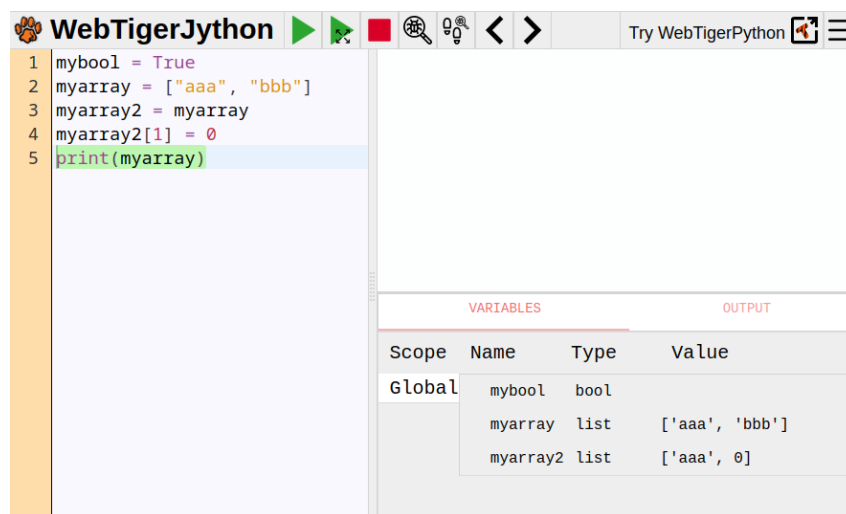 WebTigerJython Try WebTigerPython
1 mybool = True
2 myarray = ["aaa", "bbb"]
3 myarray2 = myarray
4 myarray2[1] = 0
5 print(myarray)
VARIABLES OUTPUT
Scope Name Type Value
Global mybool bool
myarray list ['aaa', 'bbb']
myarray2 list ['aaa', 0]